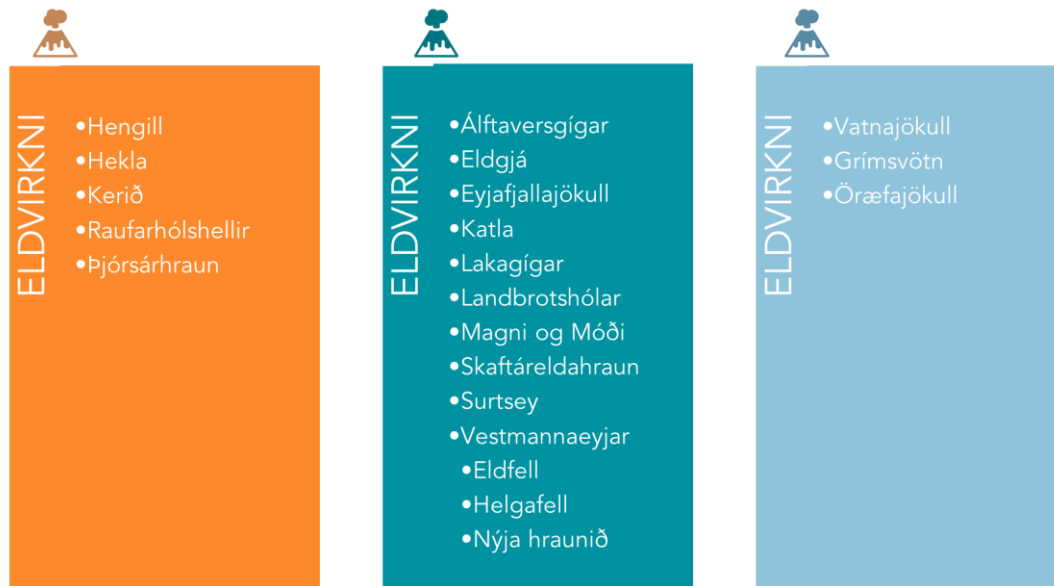 ELDVIRKNI
•Hengill
•Hekla
•Kerið
•Raufarhólshellir
•Þjórsárhraun
ELDVIRKNI
•Álftaversgígar
•Eldgjá
•Eyjafjallajökull
•Katla
•Lakagígar
•Landbrotshólar
•Magni og Móði
•Skaftáreldahraun
•Surtsey
•Vestmannaeyjar
•Eldfell
•Helgafell
•Nýja hraunið
ELDVIRKNI
•Vatnajökull
•Grímsvötn
•Öræfajökull